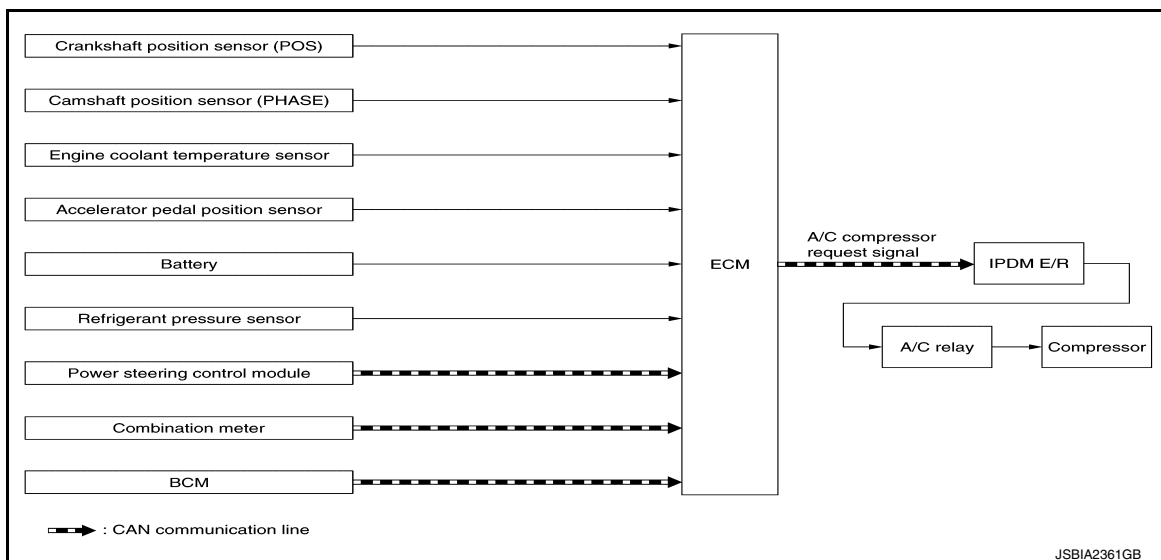 Crankshaft position sensor (POS)
Camshaft position sensor (PHASE)
Engine coolant temperature sensor
Accelerator pedal position sensor
Battery
Refrigerant pressure sensor
Power steering control module
Combination meter
BCM
ECM
A/C compressor
request signal
IPDM E/R
A/C relay
Compressor
: CAN communication line
JSBIA2361GB